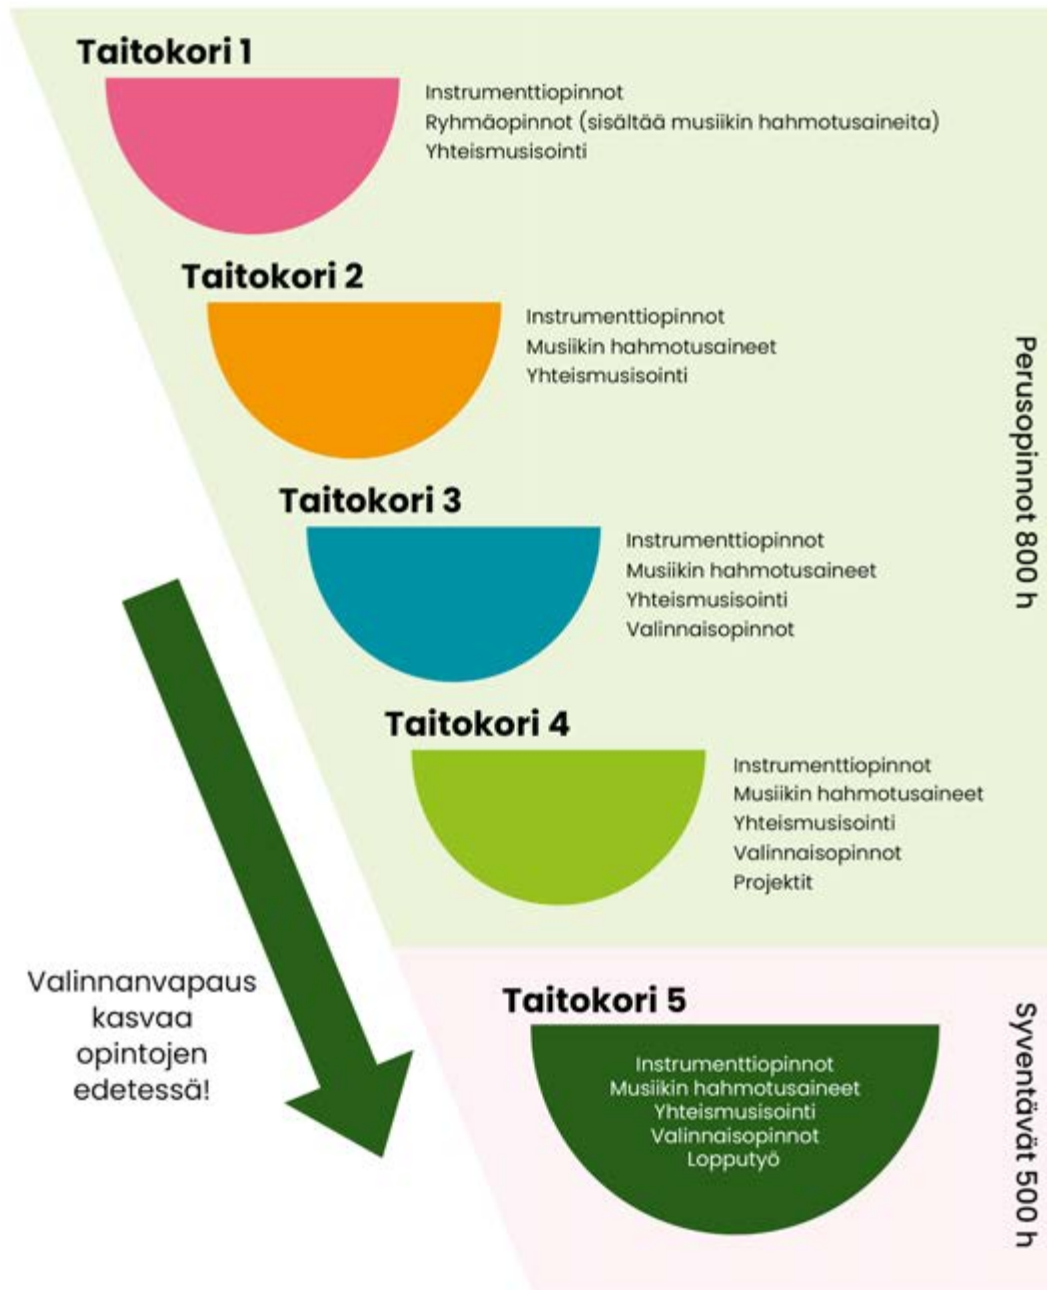 Taitokori 1
Instrumenttiopinnot
Ryhmäopinnot (sisältää musiikin hahmotusaineita)
Yhteismusisointi
Taitokori 2
Instrumenttiopinnot
Musiikin hahmotusaineet
Yhteismusisointi
Taitokori 3
Instrumenttiopinnot
Musiikin hahmotusaineet
Yhteismusisointi
Valinnaisopinnot
Taitokori 4
Instrumenttiopinnot
Musiikin hahmotusaineet
Yhteismusisointi
Valinnaisopinnot
Projektit
Perusopinnot 800 h
Valinnanvapaus
kasvaa
opintojen
edetessä!
Taitokori 5
Instrumenttiopinnot
Musiikin hahmotusaineet
Yhteismusisointi
Valinnaisopinnot
Lopputyö
Syventävät 500 h